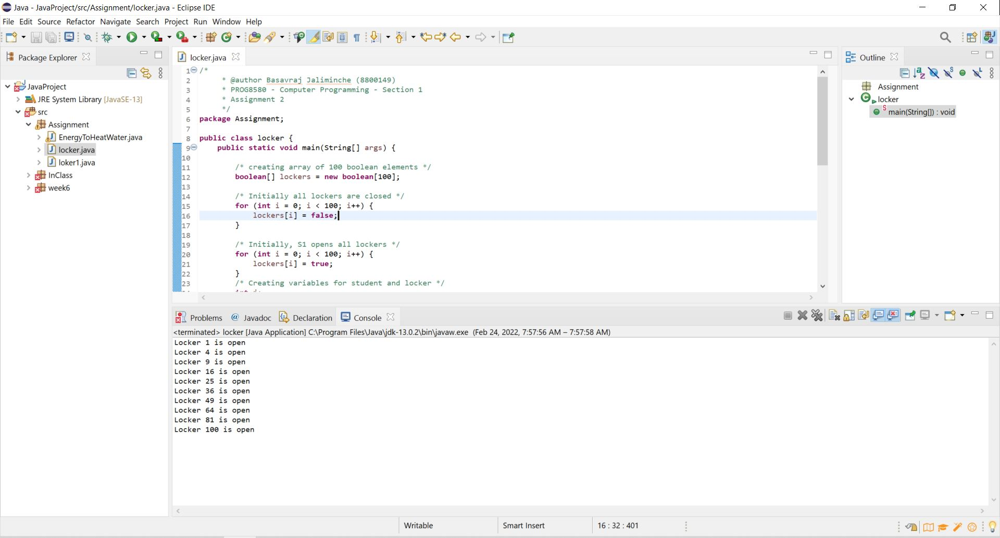 Java - JavaProject/src/Assignment/locker.java - Eclipse IDE
File Edit Source Refactor Navigate Search Project Run Window Help
Package Explorer
JavaProject
JRE System Library [JavaSE-13]
src
Assignment
EnergyToHeatWater.java
locker.java
loker1.java
InClass
week6
locker.java
1 /*
2 * @author Basavraj Jaliminche (8800149)
3 * PROG8580 - Computer Programming - Section 1
4 * Assignment 2
5 */
6 package Assignment;
7
8 public class locker {
9 public static void main(String[] args) {
10
11 /* creating array of 100 boolean elements */
12 boolean[] lockers = new boolean[100];
13
14 /* Initially all lockers are closed */
15 for (int i = 0; i < 100; i++) {
16 lockers[i] = false;
17 }
18
19 /* Initially, S1 opens all lockers */
20 for (int i = 0; i < 100; i++) {
21 lockers[i] = true;
22 }
23 /* Creating variables for student and locker */
Outline
Assignment
locker
main(String[]) : void
Problems Javadoc Declaration Console
<terminated> locker [Java Application] C:\Program Files\Java\jdk-13.0.2\bin\javaw.exe (Feb 24, 2022, 7:57:56 AM – 7:57:58 AM)
Locker 1 is open
Locker 4 is open
Locker 9 is open
Locker 16 is open
Locker 25 is open
Locker 36 is open
Locker 49 is open
Locker 64 is open
Locker 81 is open
Locker 100 is open
Writable Smart Insert 16 : 32 : 401